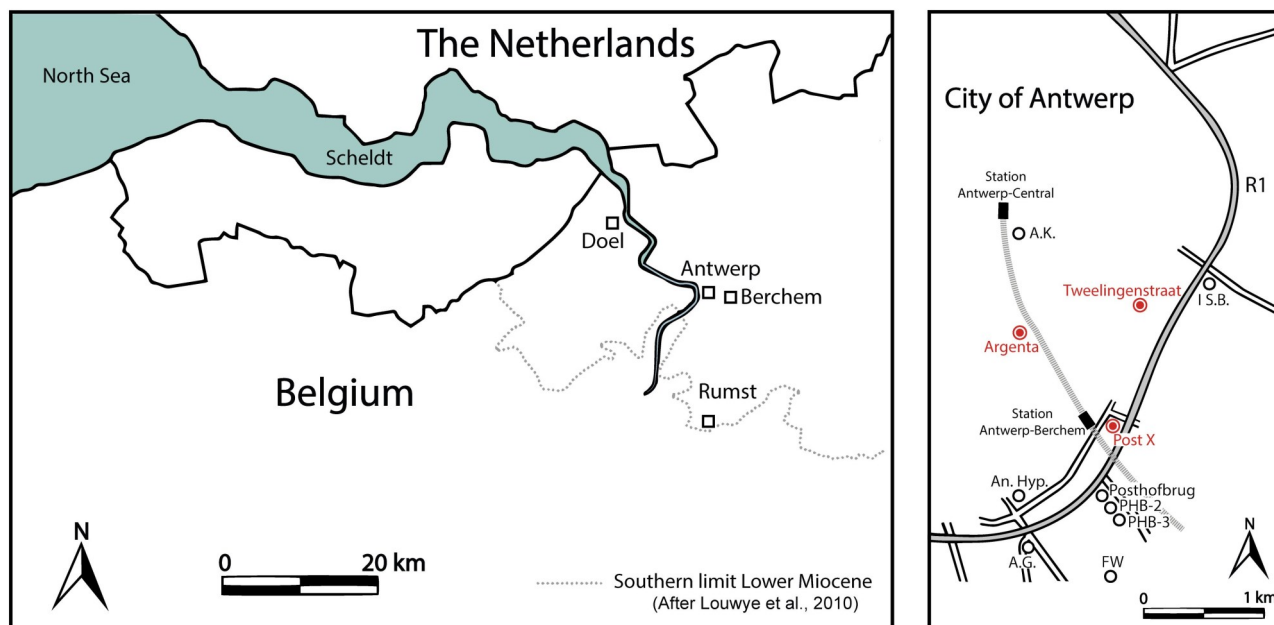 The Netherlands
North Sea
Scheldt
Doel
Antwerp
Berchem
Belgium
Rumst
N
0 20 km
Southern limit Lower Miocene
(After Louwye et al., 2010)
City of Antwerp
Station
Antwerp-Central
R1
A.K.
Tweelingenstraat
I S.B.
Argenta
Station
Antwerp-Berchem
Post X
An. Hyp.
Posthofbrug
PHB-2
PHB-3
A.G.
FW
N
0 1 km